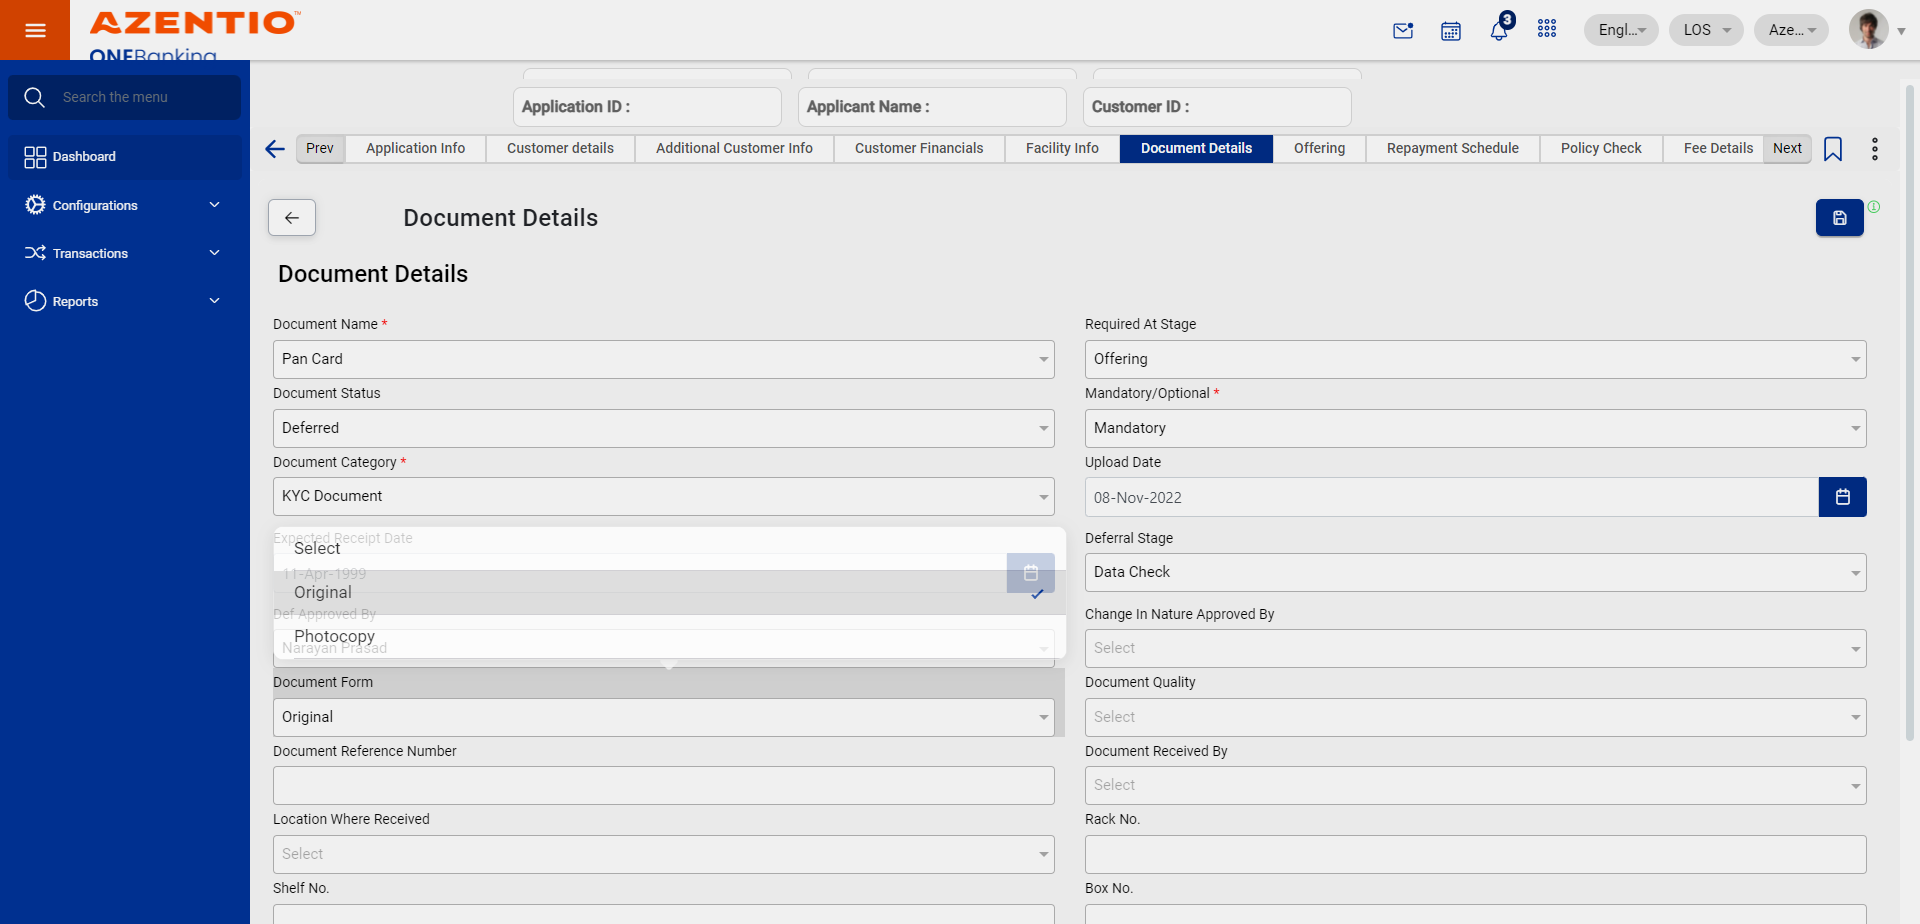 AZENTIO™
ONEBanking
3
Engl...
LOS
Aze...
Search the menu
Dashboard
Configurations
Transactions
Reports
Application ID :
Applicant Name :
Customer ID :
Prev
Application Info
Customer details
Additional Customer Info
Customer Financials
Facility Info
Document Details
Offering
Repayment Schedule
Policy Check
Fee Details
Next
Document Details
Document Details
Document Name *
Required At Stage
Pan Card
Offering
Document Status
Mandatory/Optional *
Deferred
Mandatory
Document Category *
Upload Date
KYC Document
08-Nov-2022
Expected Receipt Date
Deferral Stage
Select
11-Apr-1999
Data Check
Original
Def Approved By
Change In Nature Approved By
Photocopy
Narayan Prasad
Select
Document Form
Document Quality
Original
Select
Document Reference Number
Document Received By
Select
Location Where Received
Rack No.
Select
Shelf No.
Box No.